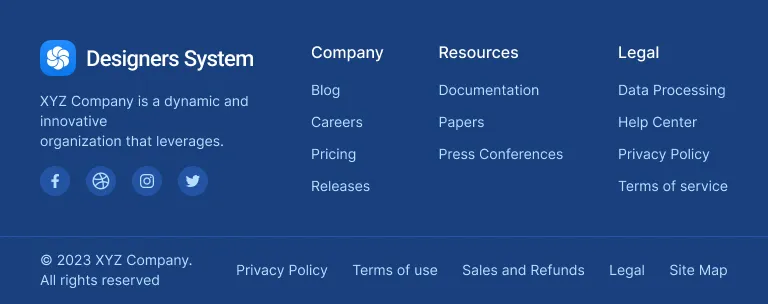 Designers System
XYZ Company is a dynamic and
innovative
organization that leverages.
Company
Blog
Careers
Pricing
Releases
Resources
Documentation
Papers
Press Conferences
Legal
Data Processing
Help Center
Privacy Policy
Terms of service
© 2023 XYZ Company.
All rights reserved
Privacy Policy
Terms of use
Sales and Refunds
Legal
Site Map